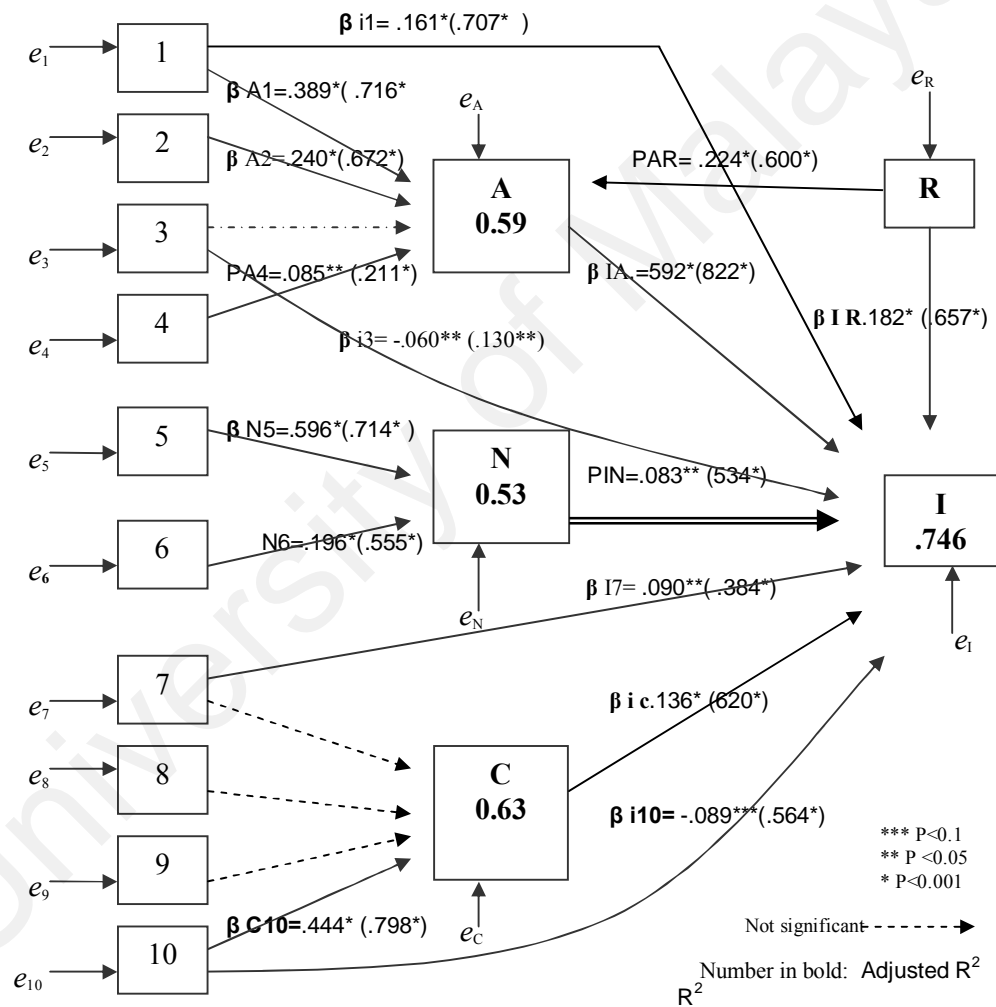 β i1= .161*(.707* )
e1
1
β A1=.389*( .716*
eA
eR
e2
2
β A2=.240*(.672*)
PAR= .224*(.600*)
A
0.59
R
e3
3
PA4=.085** (.211*)
β IA.=592*(822*)
e4
4
β i3= -.060** (.130**)
β I R.182* (.657*)
5
β N5=.596*(.714* )
e5
N
0.53
PIN=.083** (534*)
I
.746
6
N6=.196*(.555*)
e6
β I7= .090**( .384*)
eN
eI
7
e7
β i c.136* (620*)
8
e8
C
0.63
β i10= -.089***(.564*)
*** P<0.1
** P <0.05
* P<0.001
9
e9
β C10=.444* (.798*)
eC
Not significant
10
e10
Number in bold: Adjusted R2
R2
University of Malaya